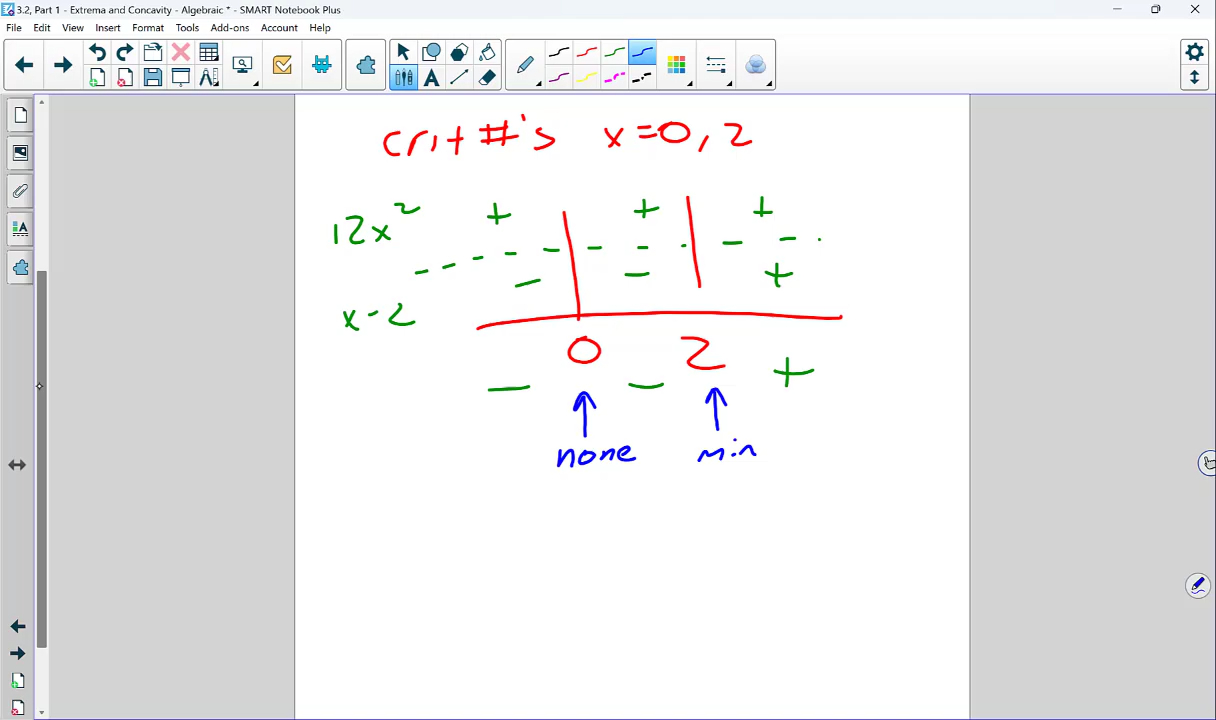 3.2, Part 1 - Extrema and Concavity - Algebraic * - SMART Notebook Plus
File Edit View Insert Format Tools Add-ons Account Help
crit #'s x=0, 2
12x² + + +
- - +
x-2
0 2
- - +
none min